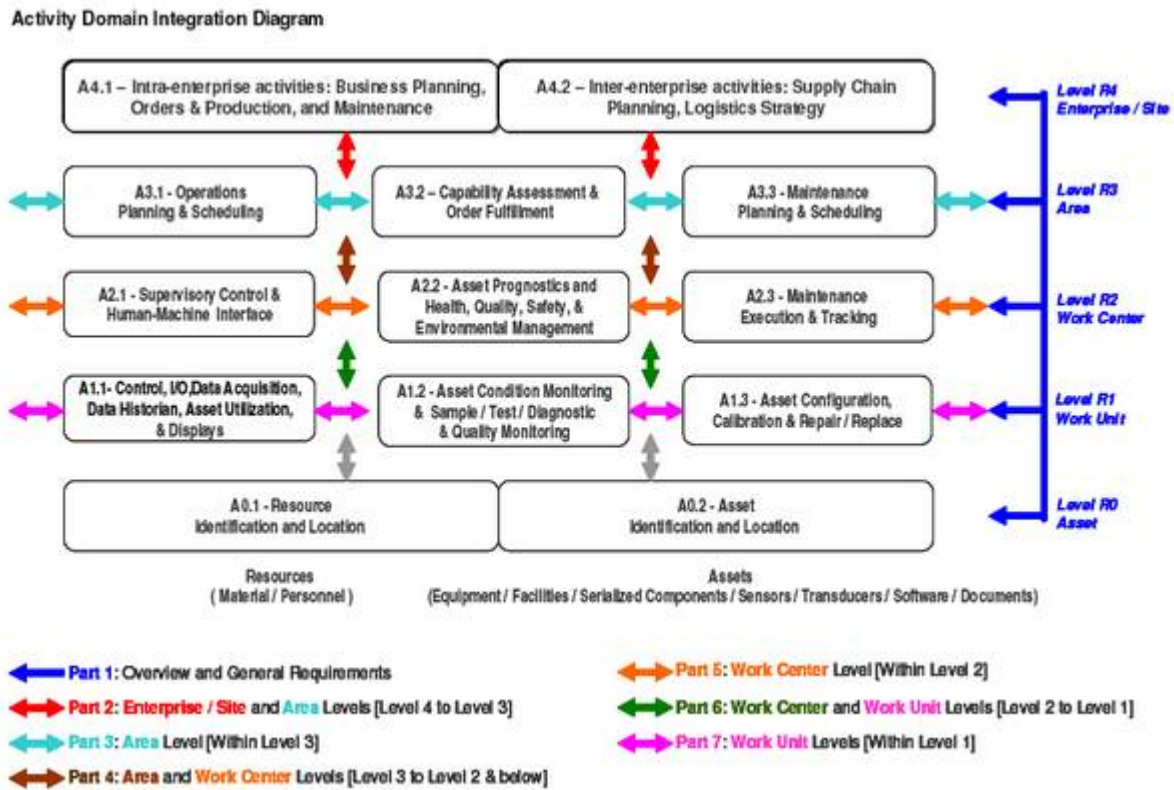 Activity Domain Integration Diagram
A4.1 – Intra-enterprise activities: Business Planning,
Orders & Production, and Maintenance
A4.2 – Inter-enterprise activities: Supply Chain
Planning, Logistics Strategy
Level R4
Enterprise / Site
A3.1 - Operations
Planning & Scheduling
A3.2 – Capability Assessment &
Order Fulfillment
A3.3 - Maintenance
Planning & Scheduling
Level R3
Area
A2.1 - Supervisory Control &
Human-Machine Interface
A2.2 - Asset Prognostics and
Health, Quality, Safety, &
Environmental Management
A2.3 - Maintenance
Execution & Tracking
Level R2
Work Center
A1.1- Control, I/O,Data Acquisition,
Data Historian, Asset Utilization,
& Displays
A1.2 - Asset Condition Monitoring
& Sample / Test / Diagnostic
& Quality Monitoring
A1.3 - Asset Configuration,
Calibration & Repair / Replace
Level R1
Work Unit
A0.1 - Resource
Identification and Location
A0.2 - Asset
Identification and Location
Level R0
Asset
Resources
( Material / Personnel )
Assets
(Equipment / Facilities / Serialized Components / Sensors / Transducers / Software / Documents)
Part 1: Overview and General Requirements
Part 2: Enterprise / Site and Area Levels [Level 4 to Level 3]
Part 3: Area Level [Within Level 3]
Part 4: Area and Work Center Levels [Level 3 to Level 2 & below]
Part 5: Work Center Level [Within Level 2]
Part 6: Work Center and Work Unit Levels [Level 2 to Level 1]
Part 7: Work Unit Levels [Within Level 1]